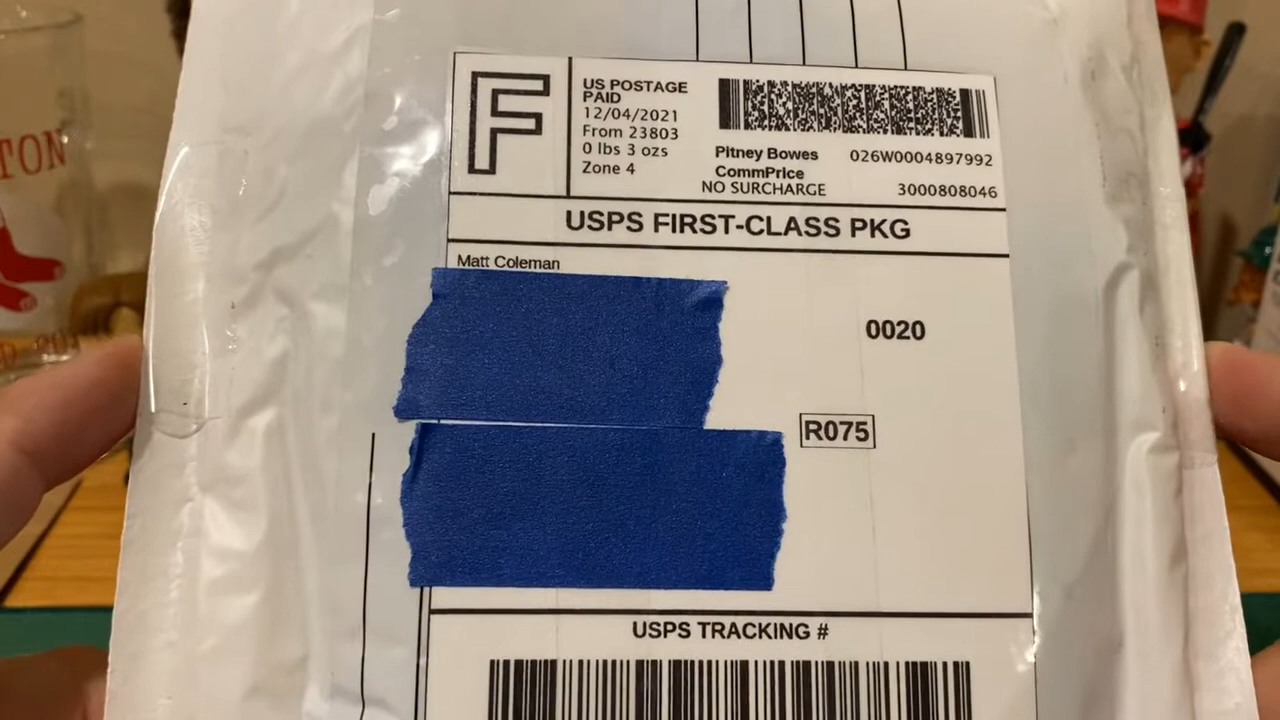 TON
F
US POSTAGE
PAID
12/04/2021
From 23803
0 lbs 3 ozs
Zone 4
Pitney Bowes
CommPrice
NO SURCHARGE
026W0004897992
3000808046
USPS FIRST-CLASS PKG
Matt Coleman
0020
R075
USPS TRACKING #